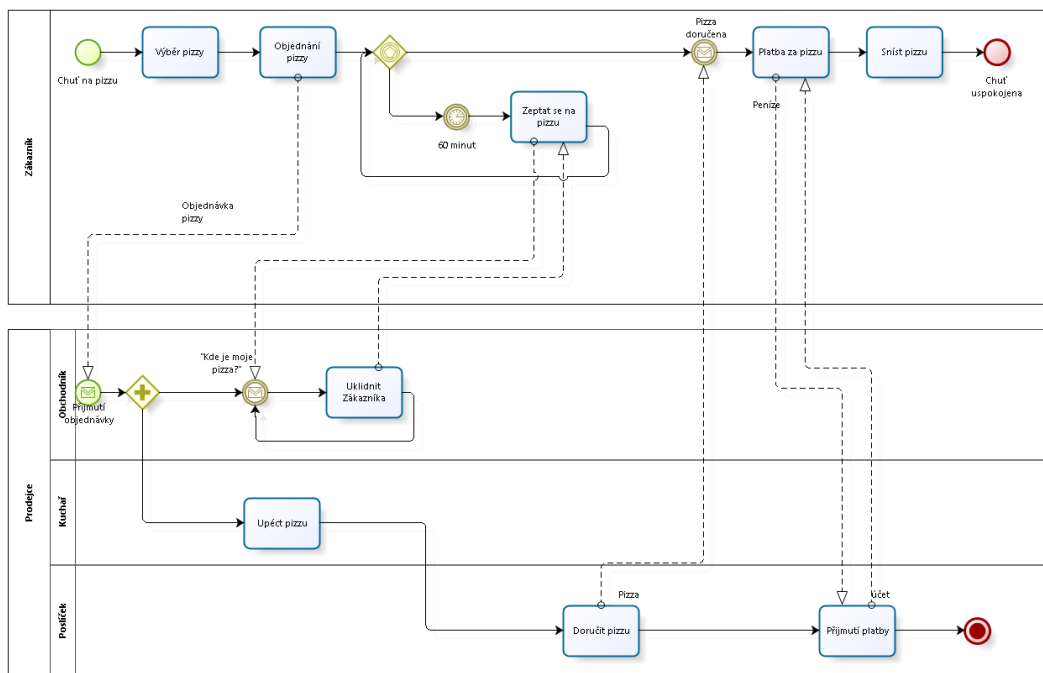 Zákazník
Chuť na pizzu
Výběr pizzy
Objednání
pizzy
60 minut
Zeptat se na
pizzu
Pizza
doručena
Platba za pizzu
Sníst pizzu
Chuť
uspokojena
Peníze
Objednávka
pizzy
Prodejce
Obchodník
Přijmutí
objednávky
"Kde je moje
pizza?"
Uklidnit
Zákazníka
Kuchař
Upéct pizzu
Poslíček
Doručit pizzu
Pizza
Přijmutí platby
účet